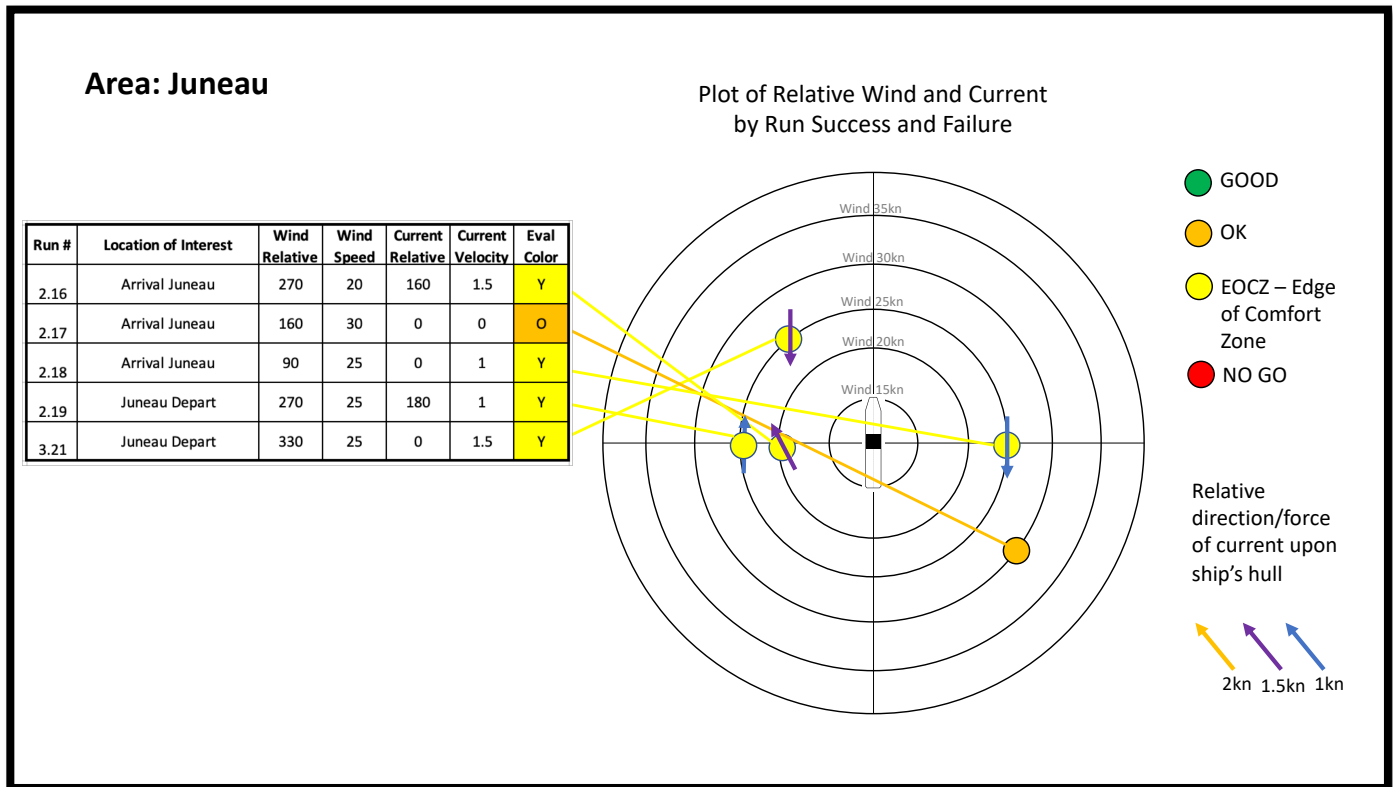 Area: Juneau
Plot of Relative Wind and Current
by Run Success and Failure
Run # Location of Interest Wind Relative Wind Speed Current Relative Current Velocity Eval Color
2.16 Arrival Juneau 270 20 160 1.5 Y
2.17 Arrival Juneau 160 30 0 0 O
2.18 Arrival Juneau 90 25 0 1 Y
2.19 Juneau Depart 270 25 180 1 Y
3.21 Juneau Depart 330 25 0 1.5 Y
Wind 35kn
Wind 30kn
Wind 25kn
Wind 20kn
Wind 15kn
GOOD
OK
EOCZ – Edge
of Comfort
Zone
NO GO
Relative
direction/force
of current upon
ship's hull
2kn 1.5kn 1kn